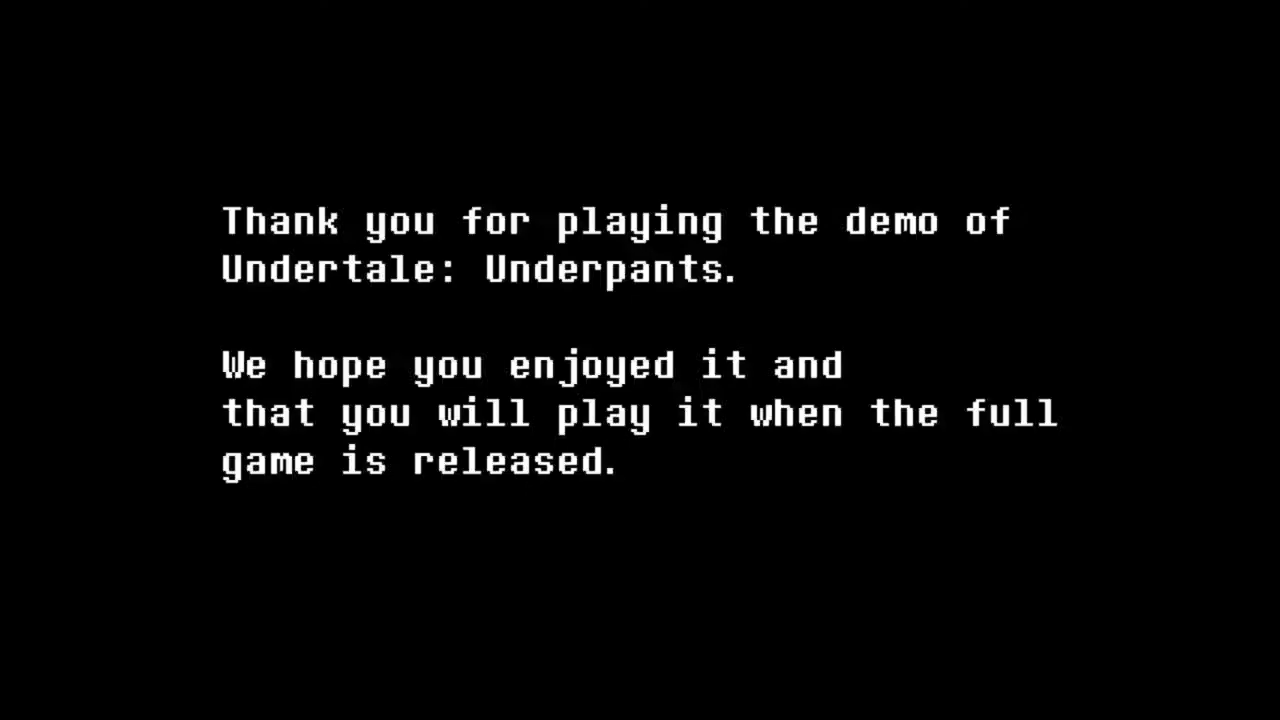 Thank you for playing the demo of
Undertale: Underpants.
We hope you enjoyed it and
that you will play it when the full
game is released.